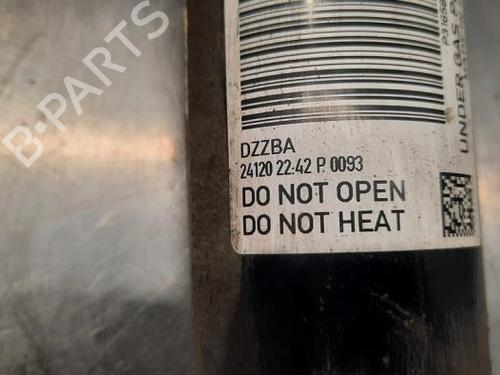 B-PARTS
DZZBA
24120 22:42 P. 0093
DO NOT OPEN
DO NOT HEAT
UNDER GAS